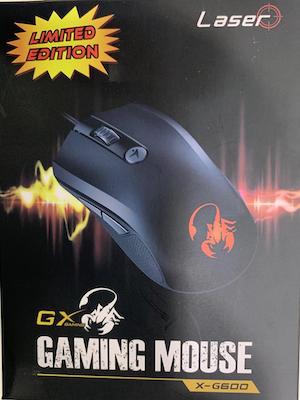 LIMITED
EDITION
Laser
GX
GAMING
GAMING MOUSE
X-G600